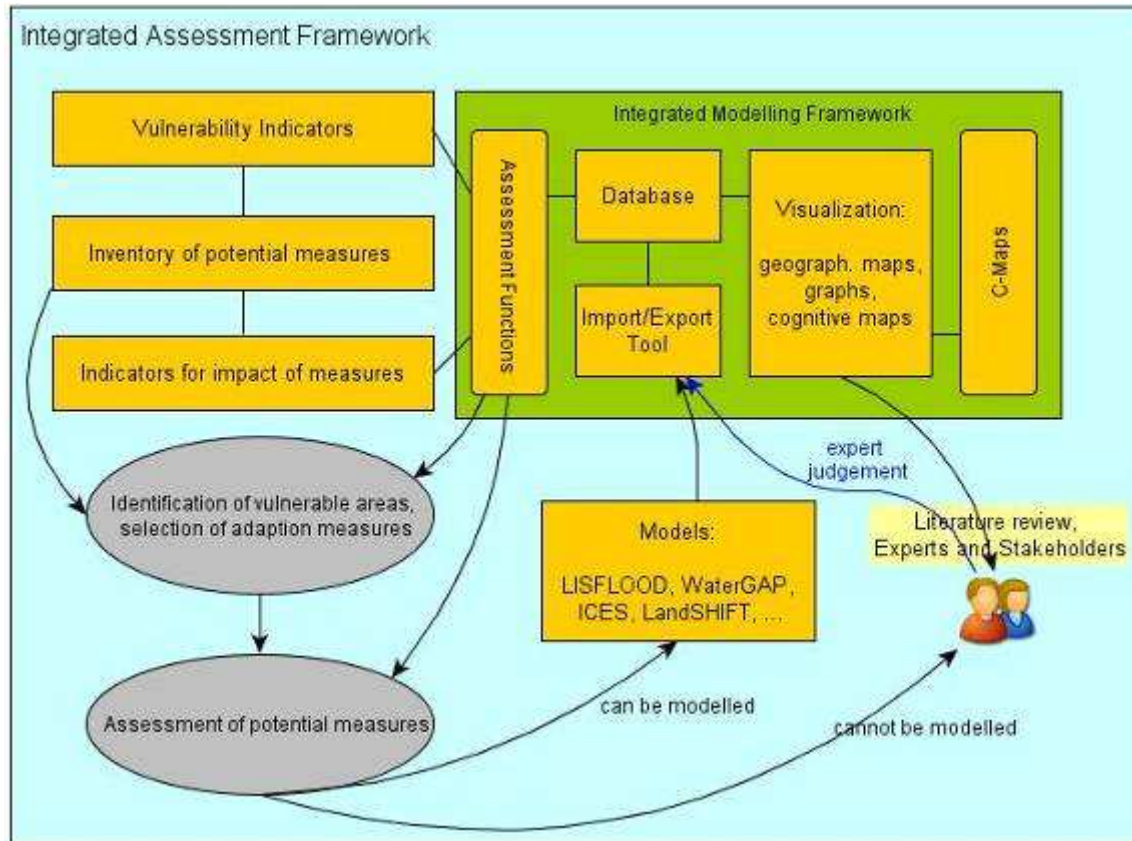 Integrated Assessment Framework
Vulnerability Indicators
Inventory of potential measures
Indicators for impact of measures
Integrated Modelling Framework
Assessment Functions
Database
Import/Export
Tool
Visualization:
geograph. maps,
graphs,
cognitive maps
C-Maps
Identification of vulnerable areas,
selection of adaption measures
Assessment of potential measures
Models:
LISFLOOD, WaterGAP,
ICES, LandSHIFT, ...
expert
judgement
Literature review,
Experts and Stakeholders
can be modelled
cannot be modelled